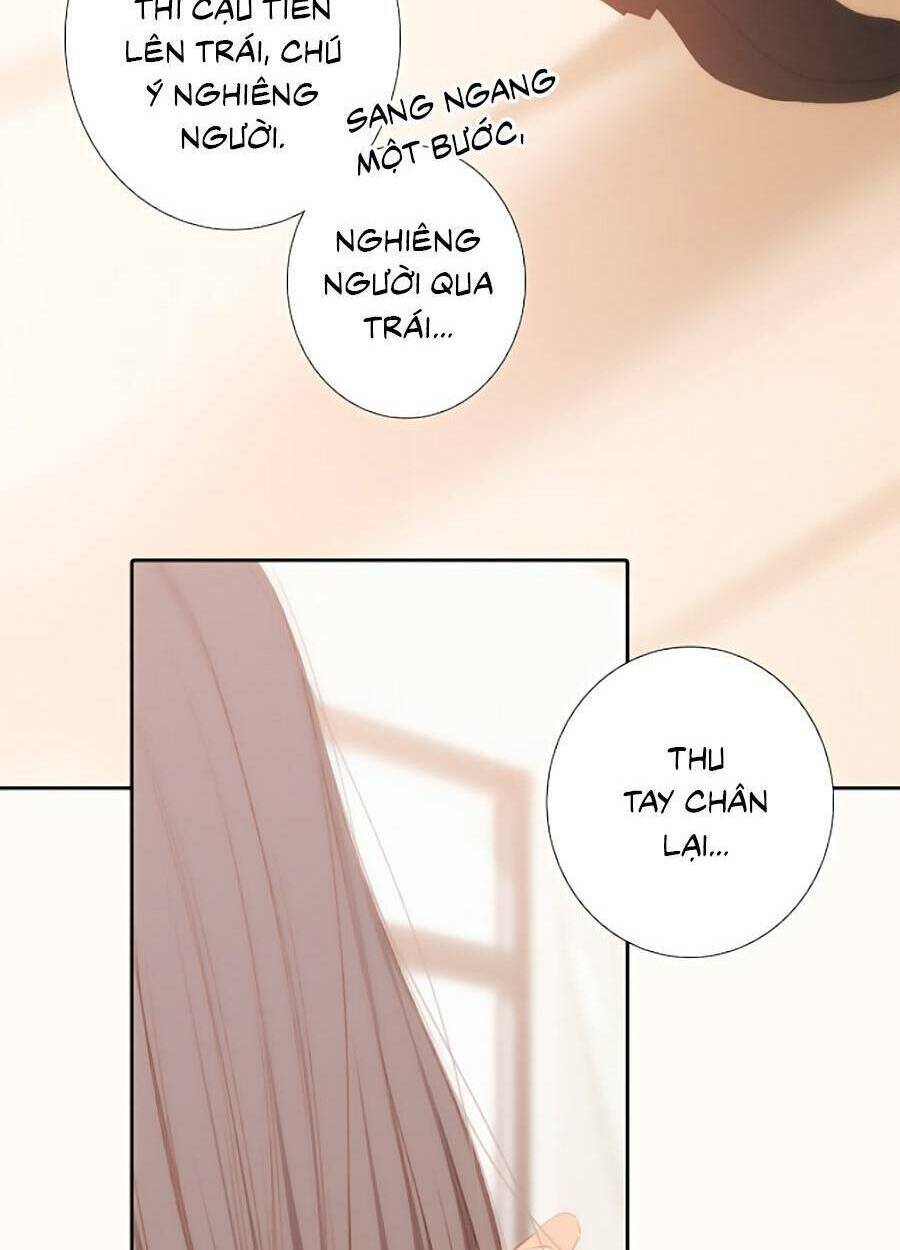 THÌ CẬU TIẾN
LÊN TRÁI, CHÚ
Ý NGHIÊNG
NGƯỜI.
SANG NGANG
MỘT BƯỚC,
NGHIÊNG
NGƯỜI QUA
TRÁI...
THU
TAY CHÂN
LẠI...